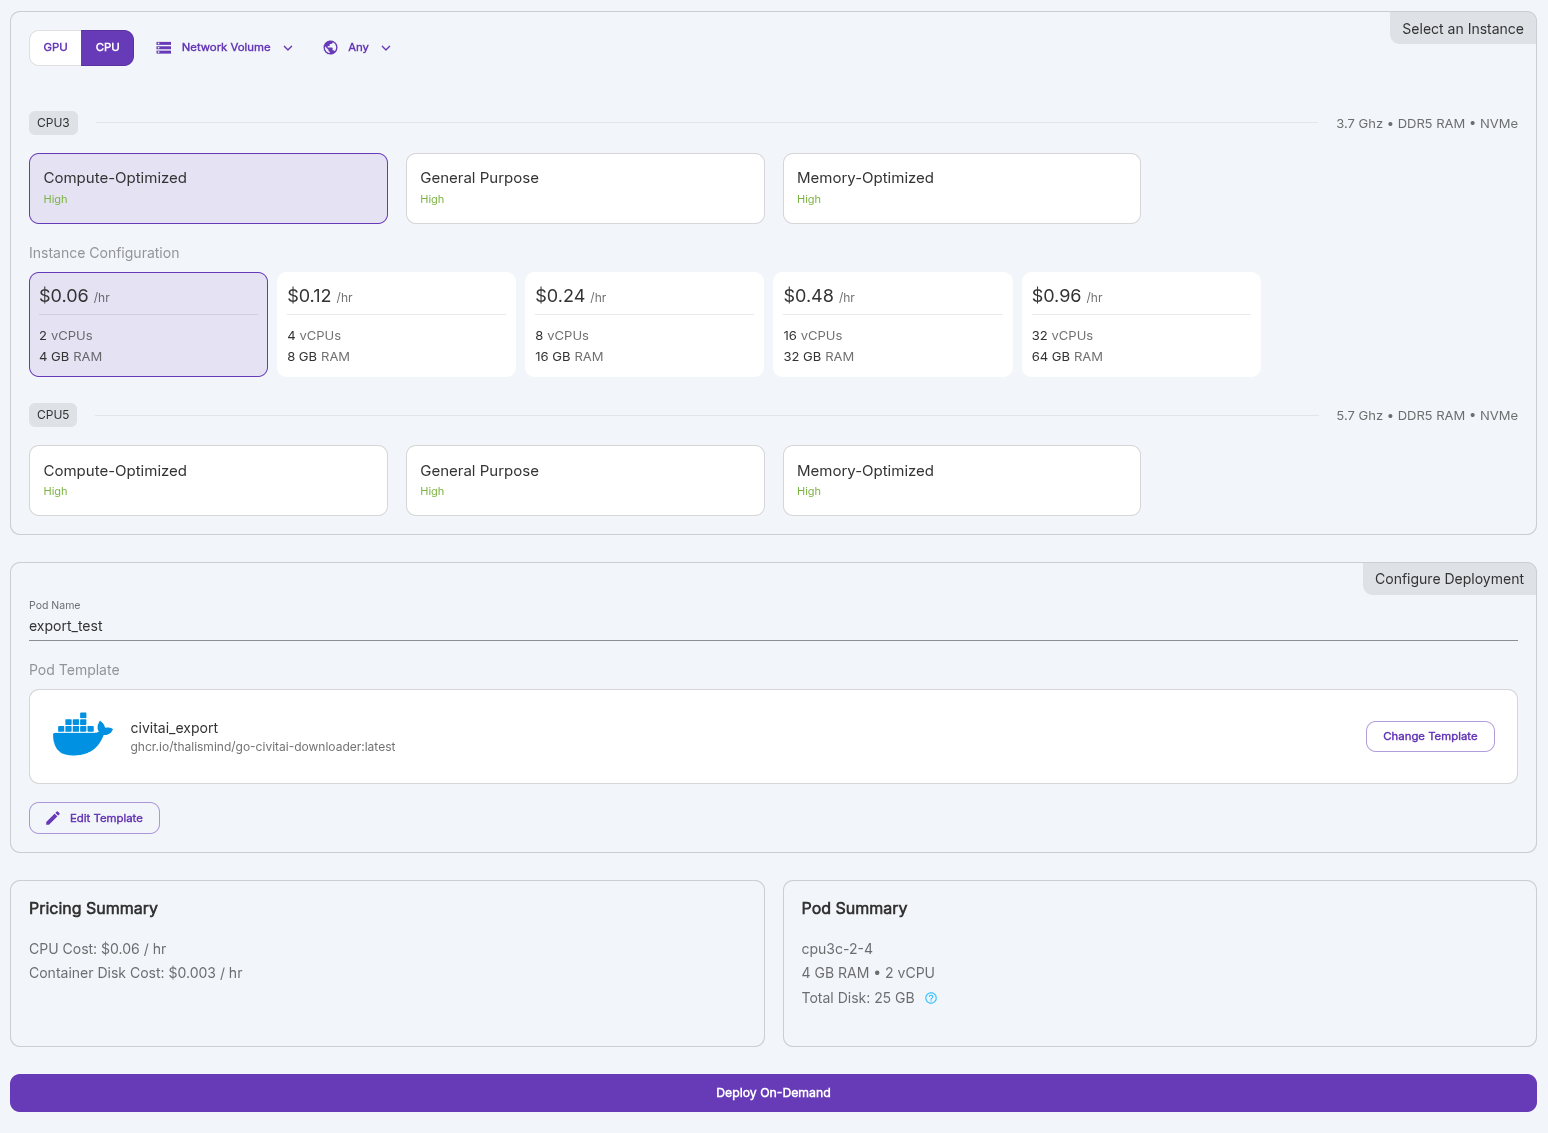 Select an Instance
GPU
CPU
Network Volume
Any
CPU3
3.7 Ghz • DDR5 RAM • NVMe
Compute-Optimized
High
General Purpose
High
Memory-Optimized
High
Instance Configuration
$0.06 /hr
2 vCPUs
4 GB RAM
$0.12 /hr
4 vCPUs
8 GB RAM
$0.24 /hr
8 vCPUs
16 GB RAM
$0.48 /hr
16 vCPUs
32 GB RAM
$0.96 /hr
32 vCPUs
64 GB RAM
CPU5
5.7 Ghz • DDR5 RAM • NVMe
Compute-Optimized
High
General Purpose
High
Memory-Optimized
High
Configure Deployment
Pod Name
export_test
Pod Template
civitai_export
ghcr.io/thalismind/go-civitai-downloader:latest
Change Template
Edit Template
Pricing Summary
CPU Cost: $0.06 / hr
Container Disk Cost: $0.003 / hr
Pod Summary
cpu3c-2-4
4 GB RAM • 2 vCPU
Total Disk: 25 GB
Deploy On-Demand